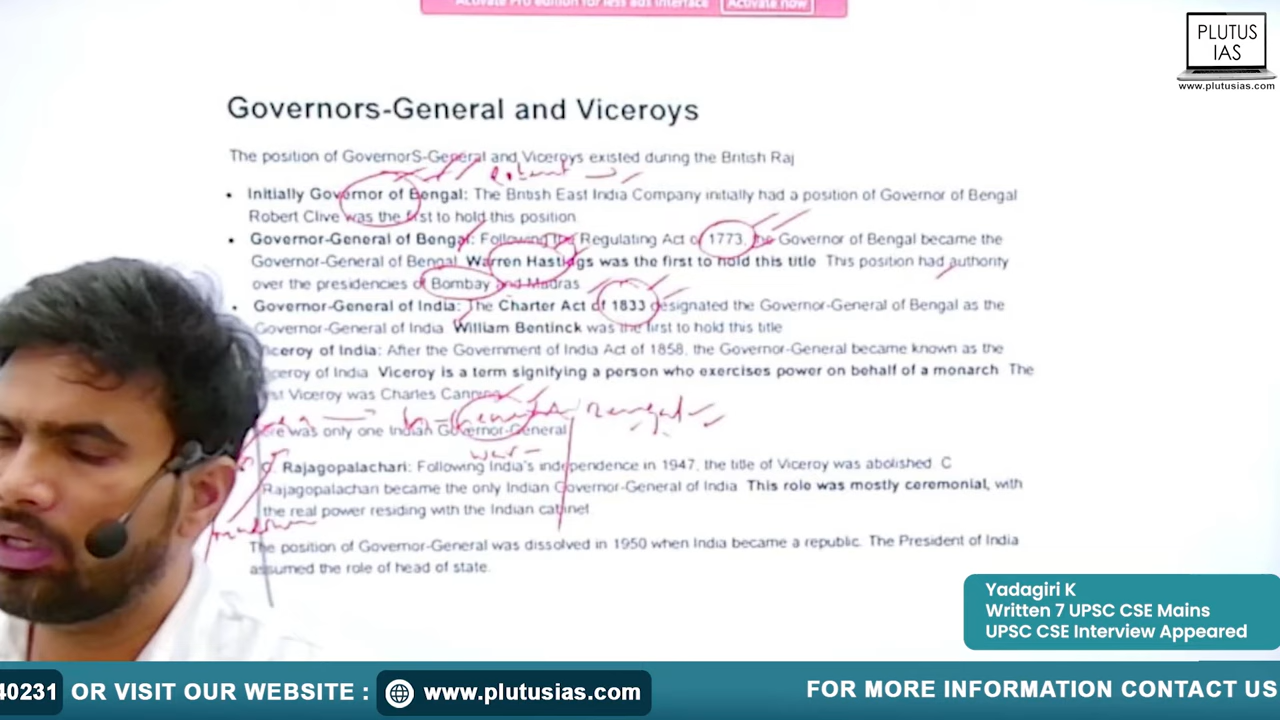 Activate Pro edition for less ads interface Activate now
PLUTUS
IAS
www.plutusias.com
Governors-General and Viceroys
The position of GovernorS-General and Viceroys existed during the British Raj
• Initially Governor of Bengal: The British East India Company initially had a position of Governor of Bengal
Robert Clive was the first to hold this position
• Governor-General of Bengal: Following the Regulating Act of 1773, the Governor of Bengal became the
Governor-General of Bengal. Warren Hastings was the first to hold this title This position had authority
over the presidencies of Bombay and Madras.
• Governor-General of India: The Charter Act of 1833 designated the Governor-General of Bengal as the
Governor-General of India William Bentinck was the first to hold this title
iceroy of India: After the Government of India Act of 1858, the Governor-General became known as the
ceroy of India Viceroy is a term signifying a person who exercises power on behalf of a monarch The
st Viceroy was Charles Canning
Bengal
ere was only one Indian Governor-General
Rajagopalachari: Following India's independence in 1947, the title of Viceroy was abolished C
Rajagopalachari became the only Indian Governor-General of India This role was mostly ceremonial, with
the real power residing with the Indian cabinet
The position of Governor-General was dissolved in 1950 when India became a republic. The President of India
assumed the role of head of state.
Yadagiri K
Written 7 UPSC CSE Mains
UPSC CSE Interview Appeared
40231 OR VISIT OUR WEBSITE : www.plutusias.com FOR MORE INFORMATION CONTACT US